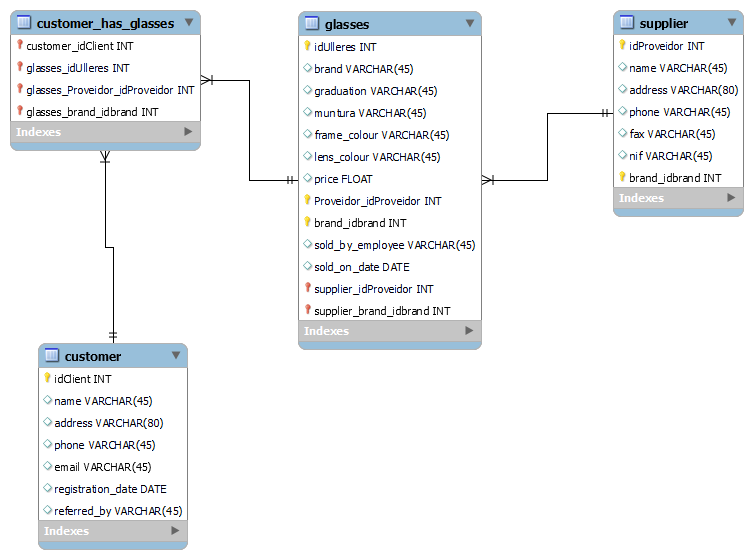 customer_has_glasses
customer_idClient INT
glasses_idUlleres INT
glasses_Proveidor_idProveidor INT
glasses_brand_idbrand INT
Indexes
glasses
idUlleres INT
brand VARCHAR(45)
graduation VARCHAR(45)
muntura VARCHAR(45)
frame_colour VARCHAR(45)
lens_colour VARCHAR(45)
price FLOAT
Proveidor_idProveidor INT
brand_idbrand INT
sold_by_employee VARCHAR(45)
sold_on_date DATE
supplier_idProveidor INT
supplier_brand_idbrand INT
Indexes
supplier
idProveidor INT
name VARCHAR(45)
address VARCHAR(80)
phone VARCHAR(45)
fax VARCHAR(45)
nif VARCHAR(45)
brand_idbrand INT
Indexes
customer
idClient INT
name VARCHAR(45)
address VARCHAR(80)
phone VARCHAR(45)
email VARCHAR(45)
registration_date DATE
referred_by VARCHAR(45)
Indexes